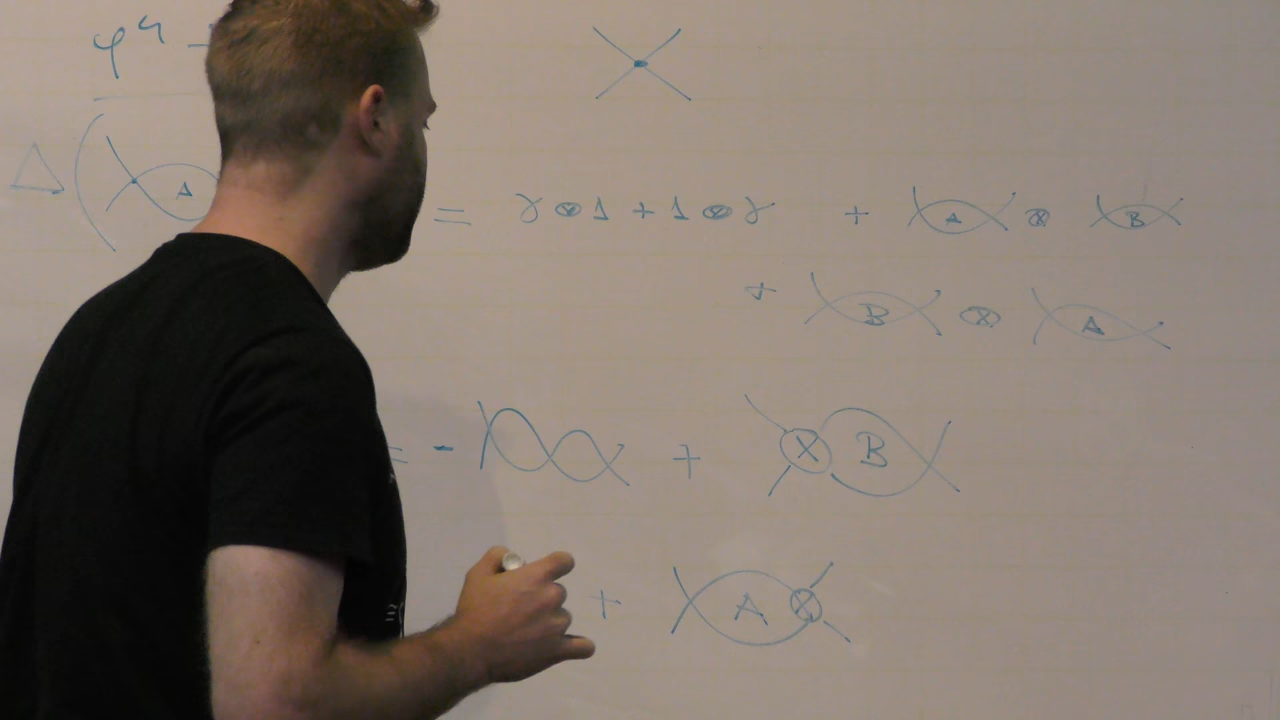 φ⁴ -
Δ ( A = γ ⊗ 1 + 1 ⊗ γ + A ⊗ B
+ B ⊗ A
= - + X B
+ A X